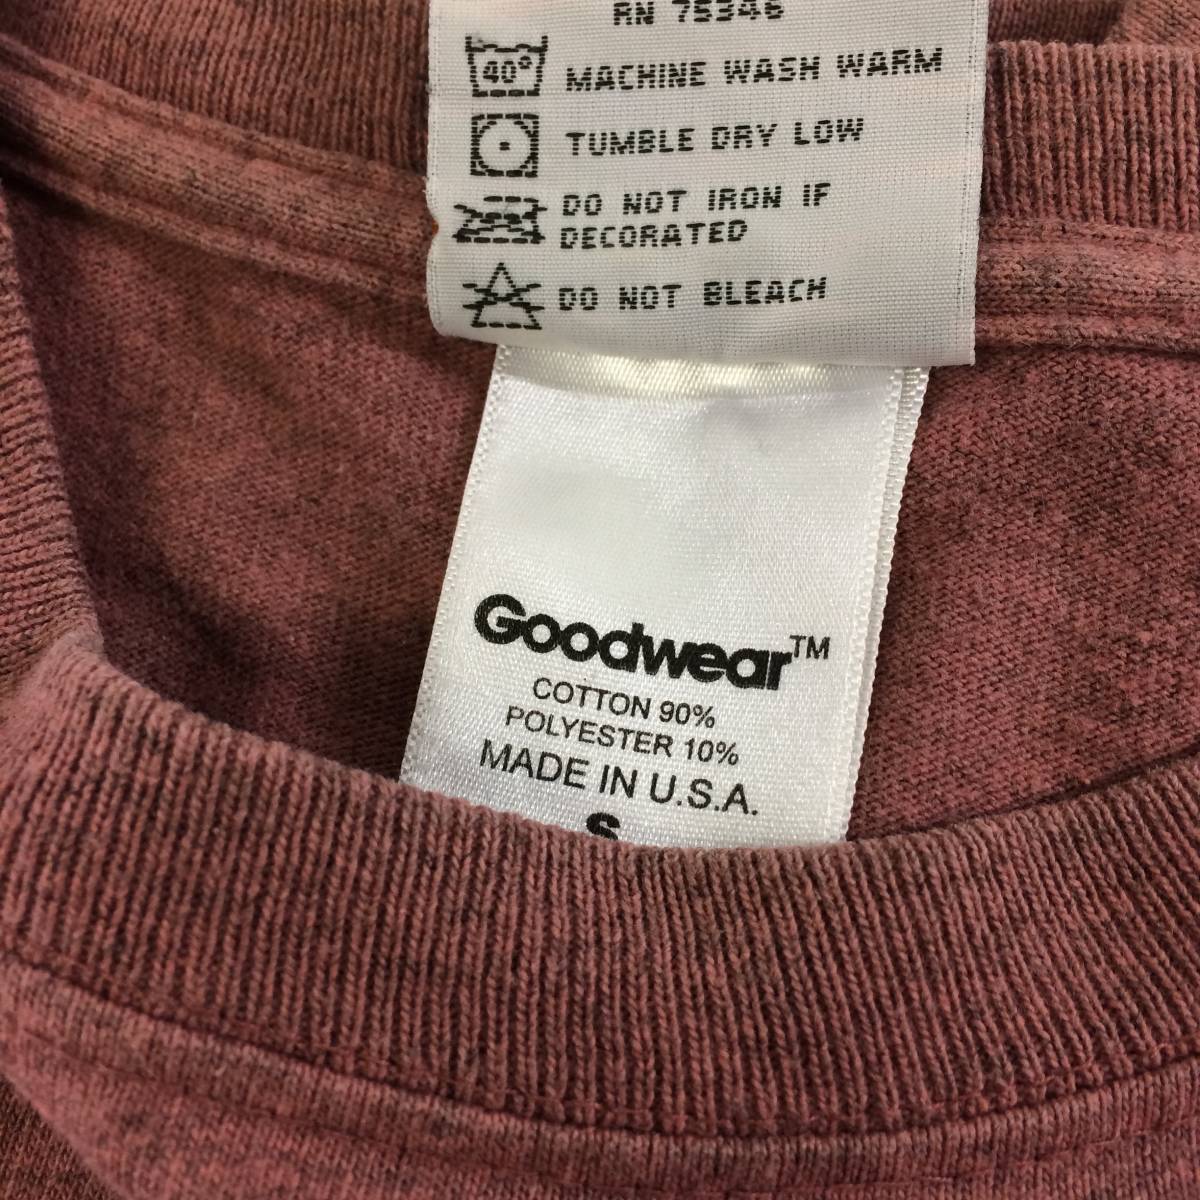 RN 75346
40°
MACHINE WASH WARM
TUMBLE DRY LOW
DO NOT IRON IF
DECORATED
DO NOT BLEACH
Goodwear™
COTTON 90%
POLYESTER 10%
MADE IN U.S.A.
S